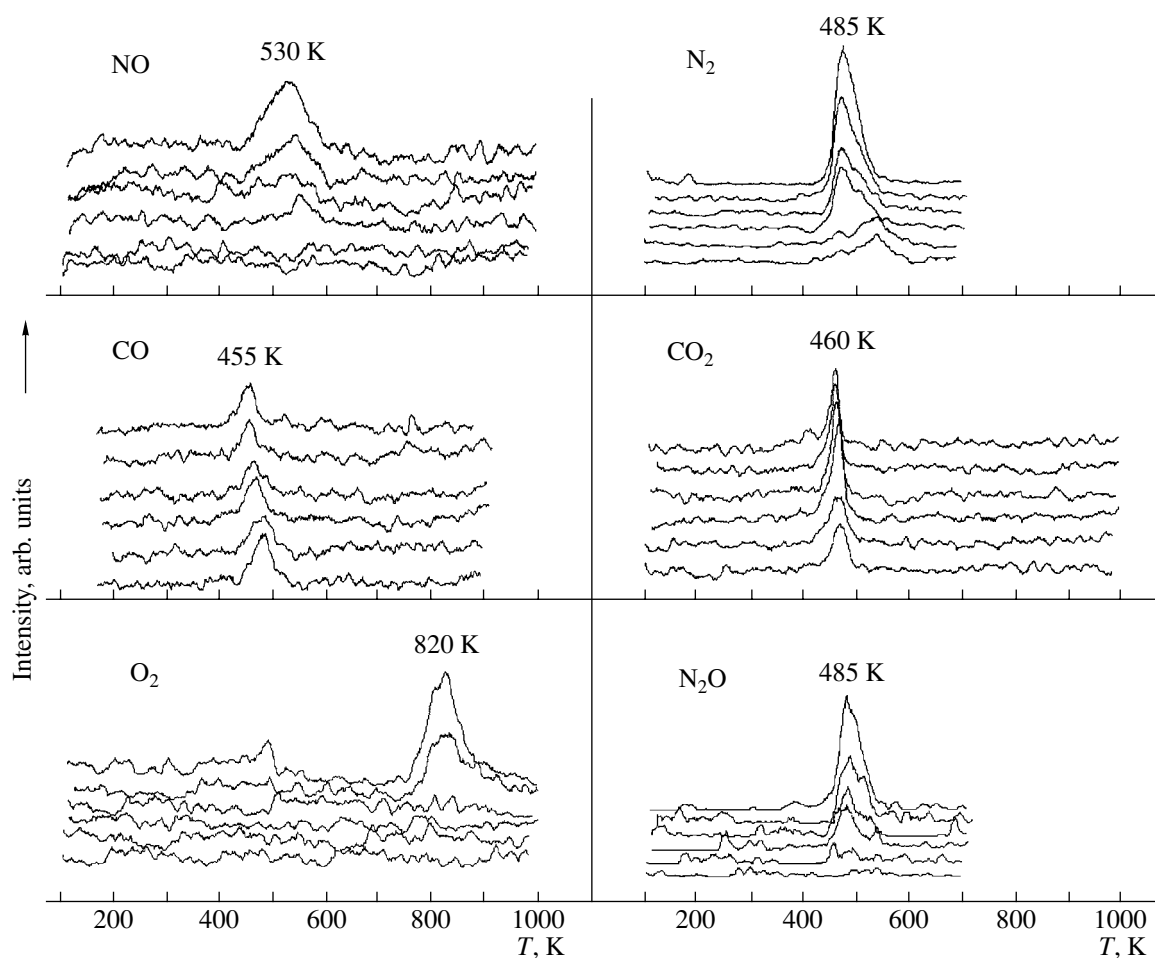 NO
530 K
N2
485 K
CO
455 K
CO2
460 K
O2
820 K
N2O
485 K
Intensity, arb. units
200 400 600 800 1000
T, K
200 400 600 800 1000
T, K